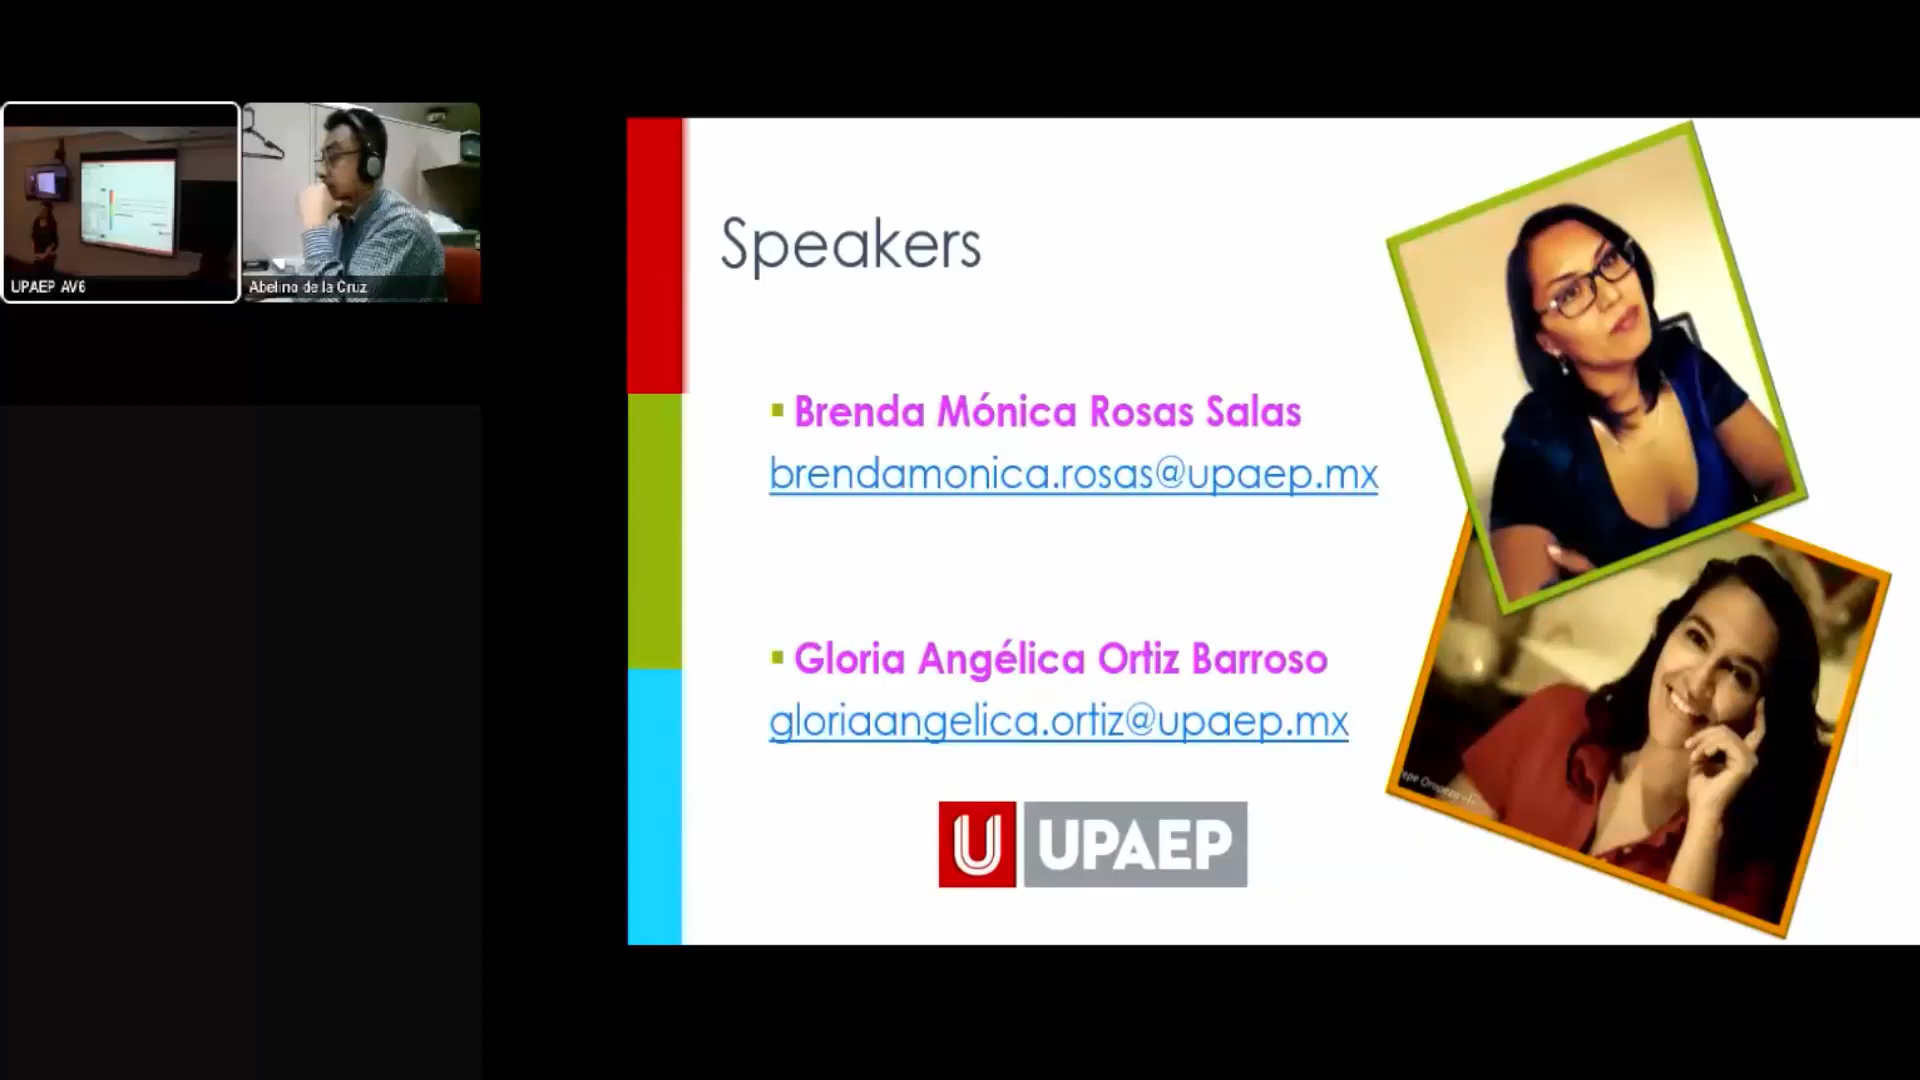 UPAEP AV6
Abelino de la Cruz
Speakers
Brenda Mónica Rosas Salas
brendamonica.rosas@upaep.mx
Gloria Angélica Ortiz Barroso
gloriaangelica.ortiz@upaep.mx
U UPAEP